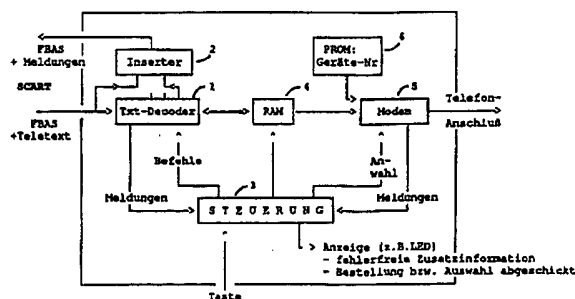 FBAS
+ Meldungen
2
Inserter
PROM:
Geräte-Nr
6
SCART
1
4
5
Txt-Decoder
RAM
Modem
Telefon-
Anschluß
FBAS
+Teletext
Befehle
An-
wahl
Meldungen
3
Meldungen
S T E U E R U N G
Anzeige (z.B.LED)
- fehlerfreie Zusatzinformation
- Bestellung bzw. Auswahl abgeschickt
Taste